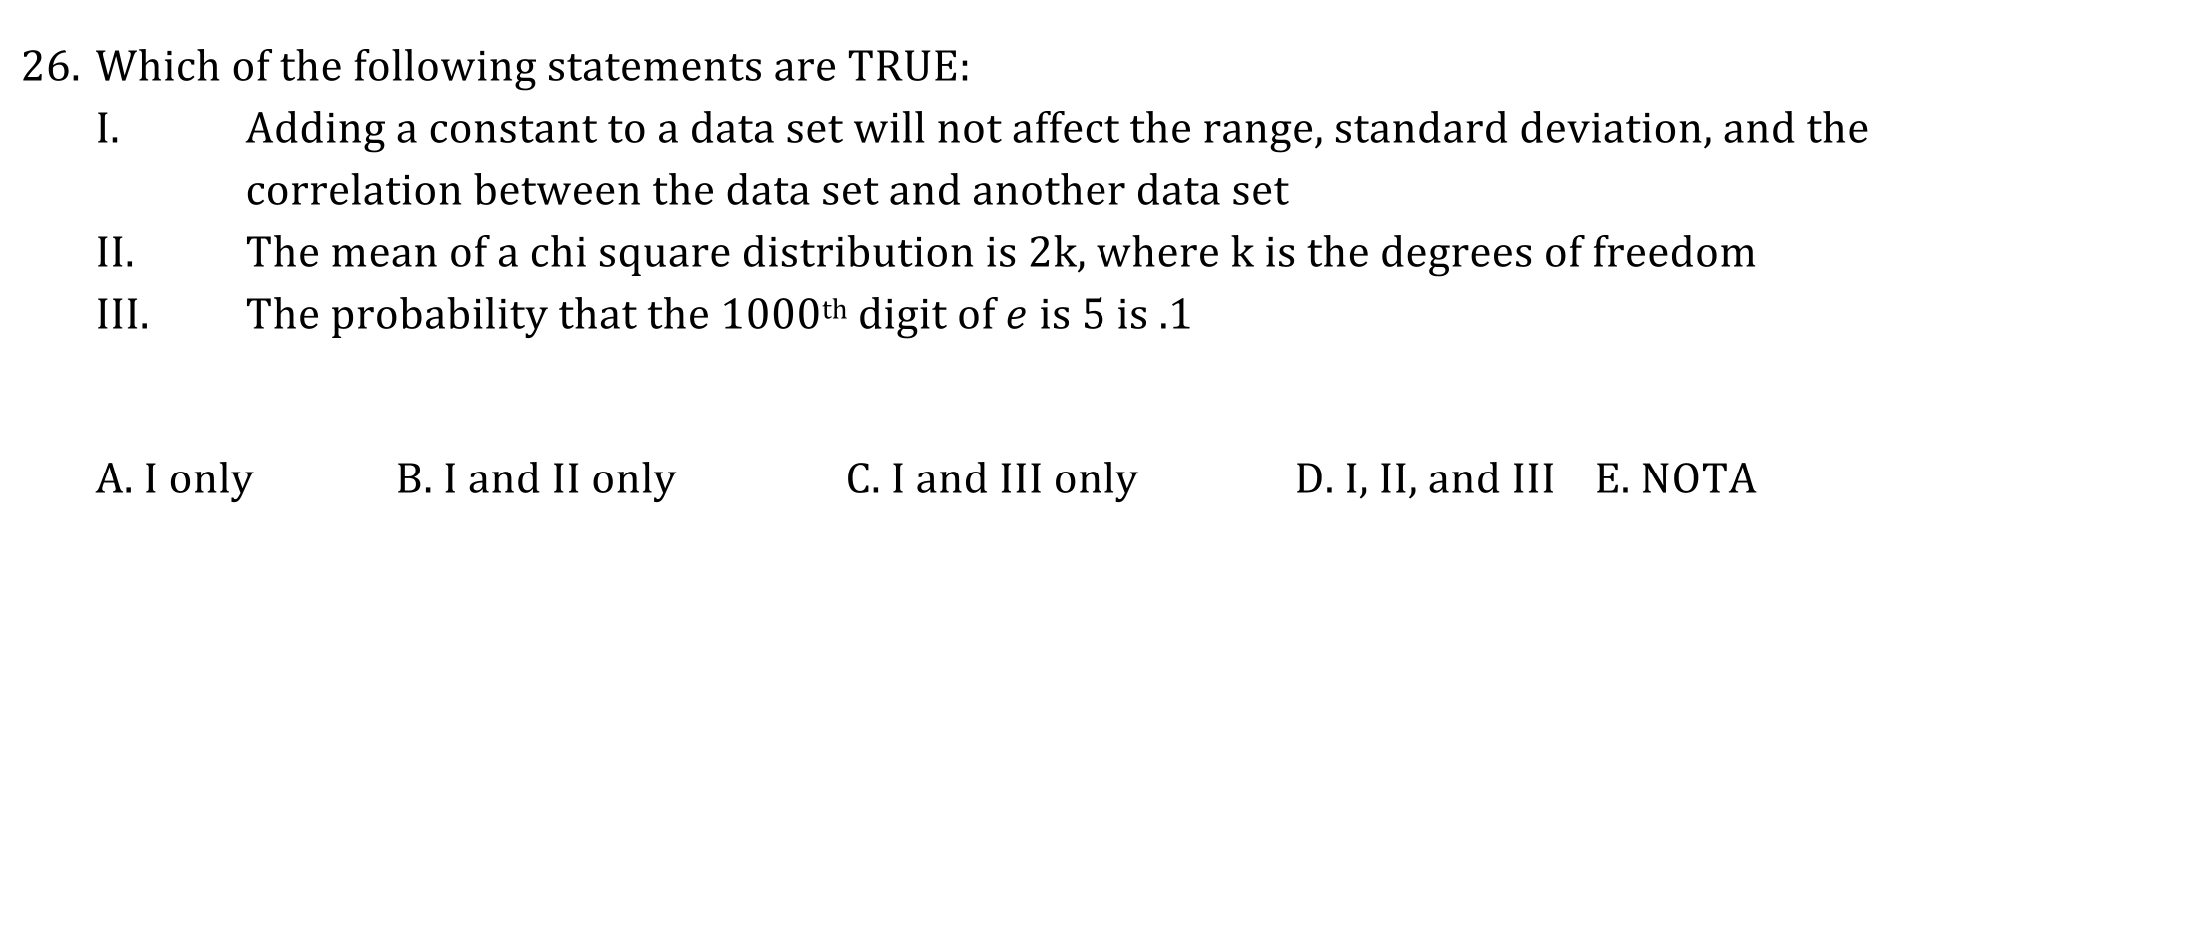 26. Which of the following statements are TRUE:
I. Adding a constant to a data set will not affect the range, standard deviation, and the
correlation between the data set and another data set
II. The mean of a chi square distribution is 2k, where k is the degrees of freedom
III. The probability that the 1000th digit of e is 5 is .1
A. I only B. I and II only C. I and III only D. I, II, and III E. NOTA